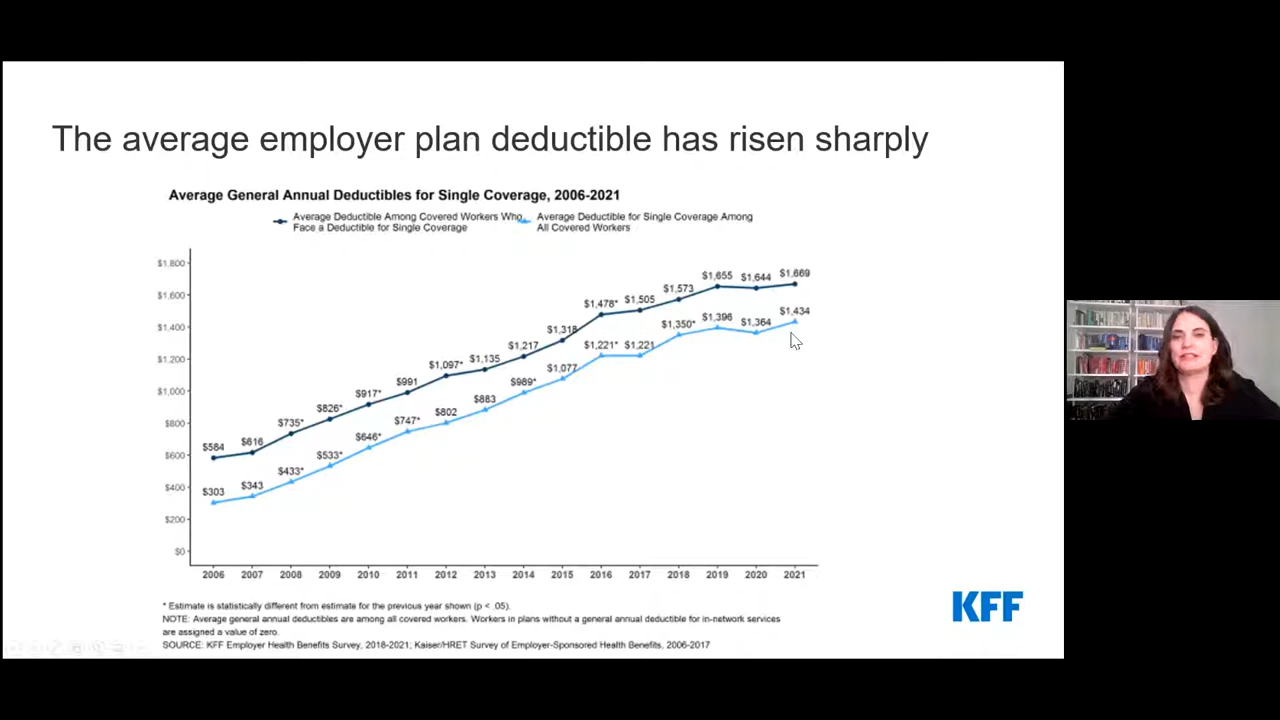 The average employer plan deductible has risen sharply
Average General Annual Deductibles for Single Coverage, 2006-2021
Average Deductible Among Covered Workers Who
Face a Deductible for Single Coverage
Average Deductible for Single Coverage Among
All Covered Workers
$1,800
$1,600
$1,400
$1,200
$1,000
$800
$600
$400
$200
$0
$584 $616 $735* $826* $917* $991 $1,097* $1,135 $1,217 $1,318 $1,478* $1,505 $1,573 $1,655 $1,644 $1,669
$303 $343 $433* $533* $646* $747* $802 $883 $989* $1,077 $1,221* $1,221 $1,350* $1,396 $1,364 $1,434
2006 2007 2008 2009 2010 2011 2012 2013 2014 2015 2016 2017 2018 2019 2020 2021
* Estimate is statistically different from estimate for the previous year shown (p < .05).
NOTE: Average general annual deductibles are among all covered workers. Workers in plans without a general annual deductible for in-network services
are assigned a value of zero.
SOURCE: KFF Employer Health Benefits Survey, 2018-2021; Kaiser/HRET Survey of Employer-Sponsored Health Benefits, 2006-2017
KFF